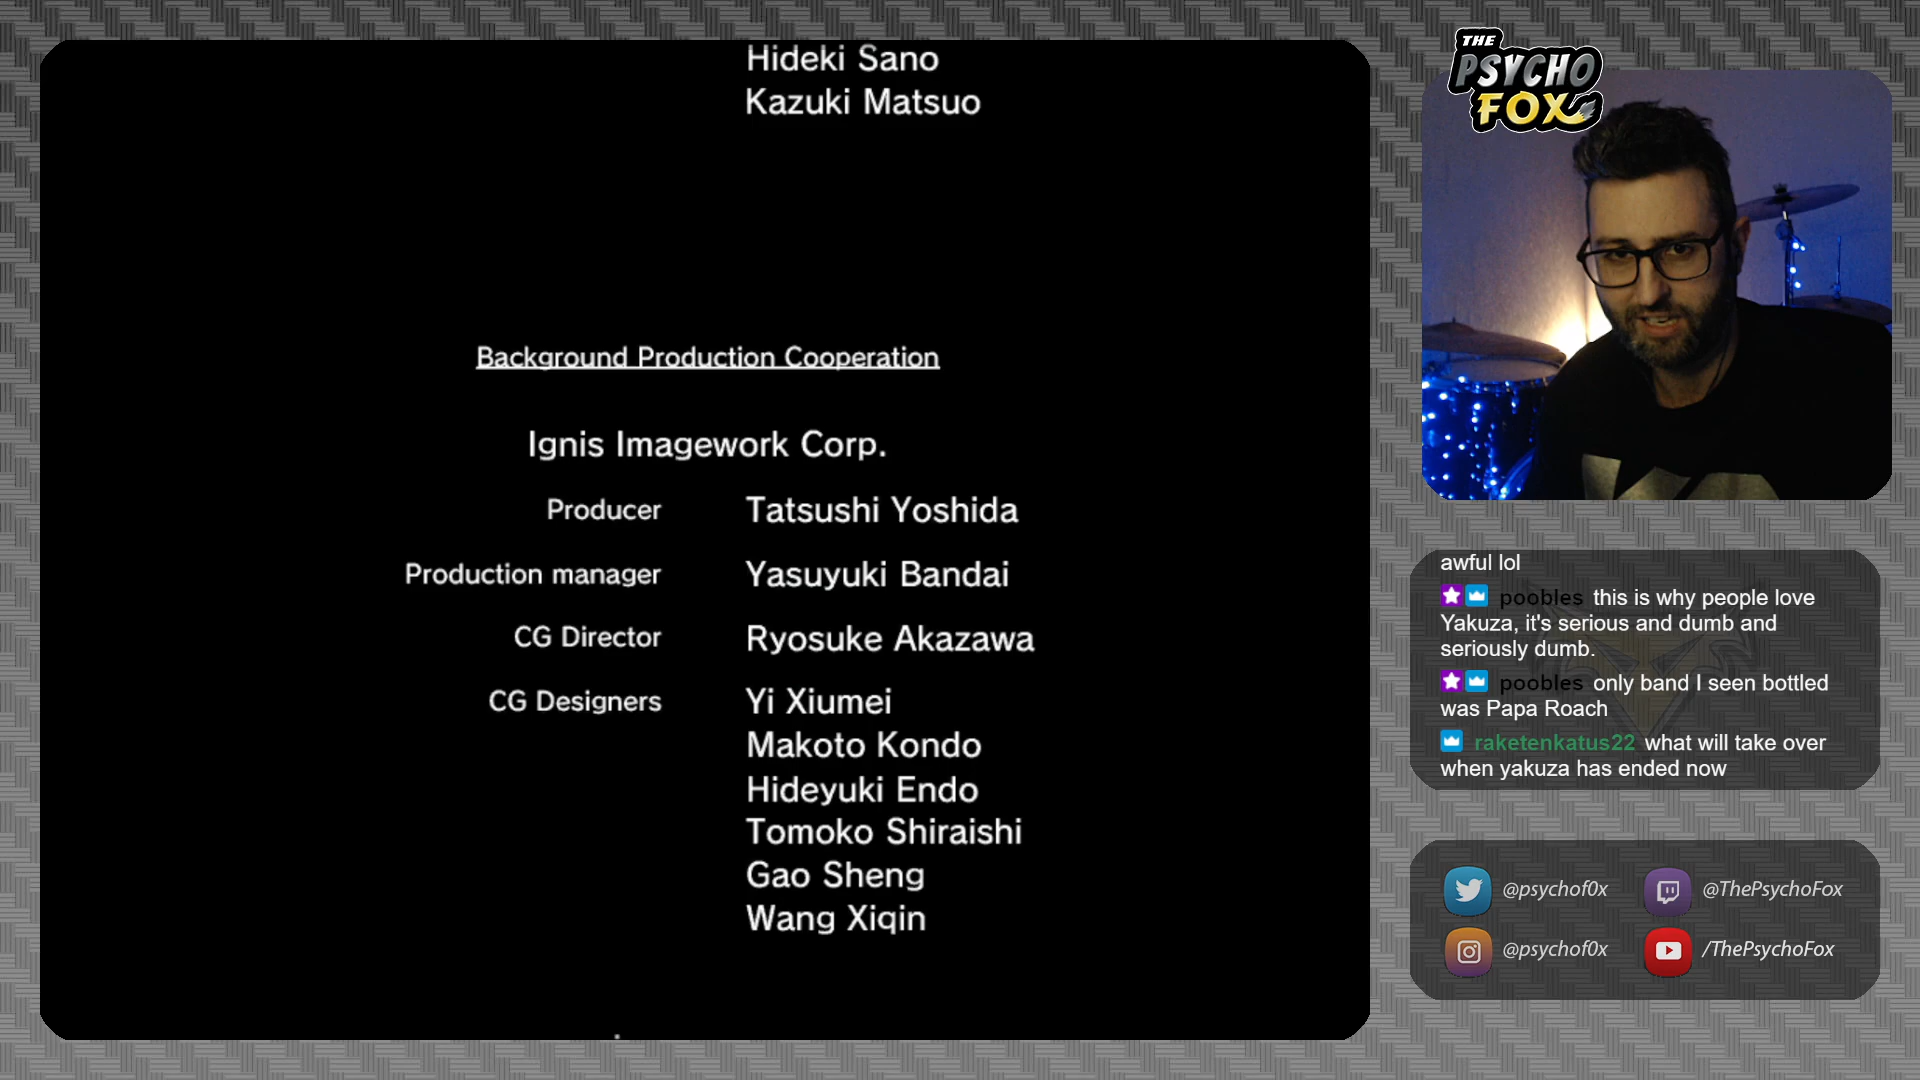 Hideki Sano
Kazuki Matsuo
Background Production Cooperation
Ignis Imagework Corp.
Producer Tatsushi Yoshida
Production manager Yasuyuki Bandai
CG Director Ryosuke Akazawa
CG Designers Yi Xiumei
Makoto Kondo
Hideyuki Endo
Tomoko Shiraishi
Gao Sheng
Wang Xiqin
THE
PSYCHO
FOX
awful lol
poobles this is why people love
Yakuza, it's serious and dumb and
seriously dumb.
poobles only band I seen bottled
was Papa Roach
raketenkatus22 what will take over
when yakuza has ended now
@psychof0x @ThePsychoFox
@psychof0x /ThePsychoFox